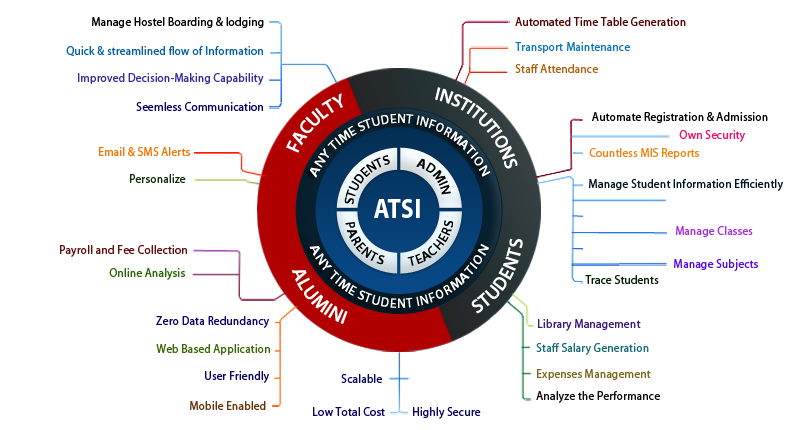 Manage Hostel Boarding & lodging
Quick & streamlined flow of Information
Improved Decision-Making Capability
Seemless Communication
Email & SMS Alerts
Personalize
Payroll and Fee Collection
Online Analysis
Zero Data Redundancy
Web Based Application
User Friendly
Mobile Enabled
FACULTY
INSTITUTIONS
ANY TIME STUDENT INFORMATION
STUDENTS
ADMIN
ATSI
PARENTS
TEACHERS
ANY TIME STUDENT INFORMATION
ALUMINI
STUDENTS
Scalable
Low Total Cost
Highly Secure
Automated Time Table Generation
Transport Maintenance
Staff Attendance
Automate Registration & Admission
Own Security
Countless MIS Reports
Manage Student Information Efficiently
Manage Classes
Manage Subjects
Trace Students
Library Management
Staff Salary Generation
Expenses Management
Analyze the Performance